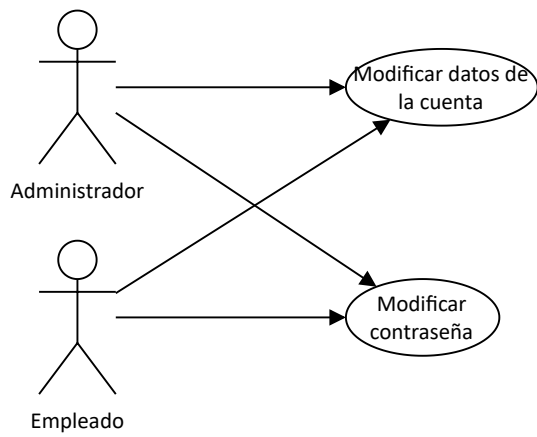 Modificar datos de
la cuenta
Administrador
Modificar
contraseña
Empleado